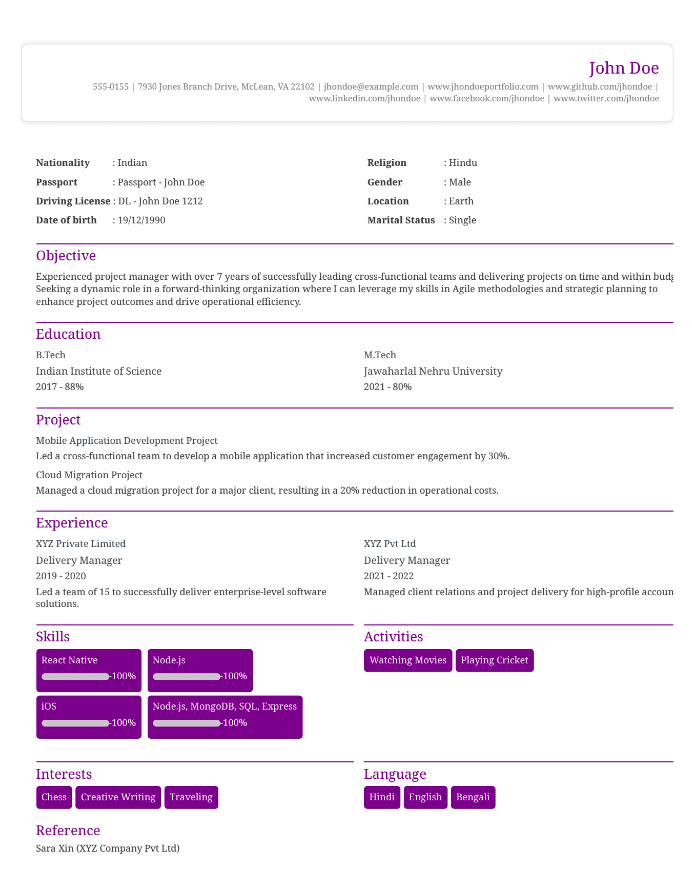 John Doe
555-0155 | 7930 Jones Branch Drive, McLean, VA 22102 | jhondoe@example.com | www.jhondoeportfolio.com | www.github.com/jhondoe |
www.linkedin.com/jhondoe | www.facebook.com/jhondoe | www.twitter.com/jhondoe
Nationality : Indian
Religion : Hindu
Passport : Passport - John Doe
Gender : Male
Driving License : DL - John Doe 1212
Location : Earth
Date of birth : 19/12/1990
Marital Status : Single
Objective
Experienced project manager with over 7 years of successfully leading cross-functional teams and delivering projects on time and within
Seeking a dynamic role in a forward-thinking organization where I can leverage my skills in Agile methodologies and strategic planning to
enhance project outcomes and drive operational efficiency.
Education
B.Tech
Indian Institute of Science
2017 - 88%
M.Tech
Jawaharlal Nehru University
2021 - 80%
Project
Mobile Application Development Project
Led a cross-functional team to develop a mobile application that increased customer engagement by 30%.
Cloud Migration Project
Managed a cloud migration project for a major client, resulting in a 20% reduction in operational costs.
Experience
XYZ Private Limited
Delivery Manager
2019 - 2020
Led a team of 15 to successfully deliver enterprise-level software
solutions.
XYZ Pvt Ltd
Delivery Manager
2021 - 2022
Managed client relations and project delivery for high-profile
Skills
React Native
-100%
Node.js
-100%
iOS
-100%
Node.js, MongoDB, SQL, Express
-100%
Activities
Watching Movies
Playing Cricket
Interests
Chess
Creative Writing
Traveling
Language
Hindi
English
Bengali
Reference
Sara Xin (XYZ Company Pvt Ltd)